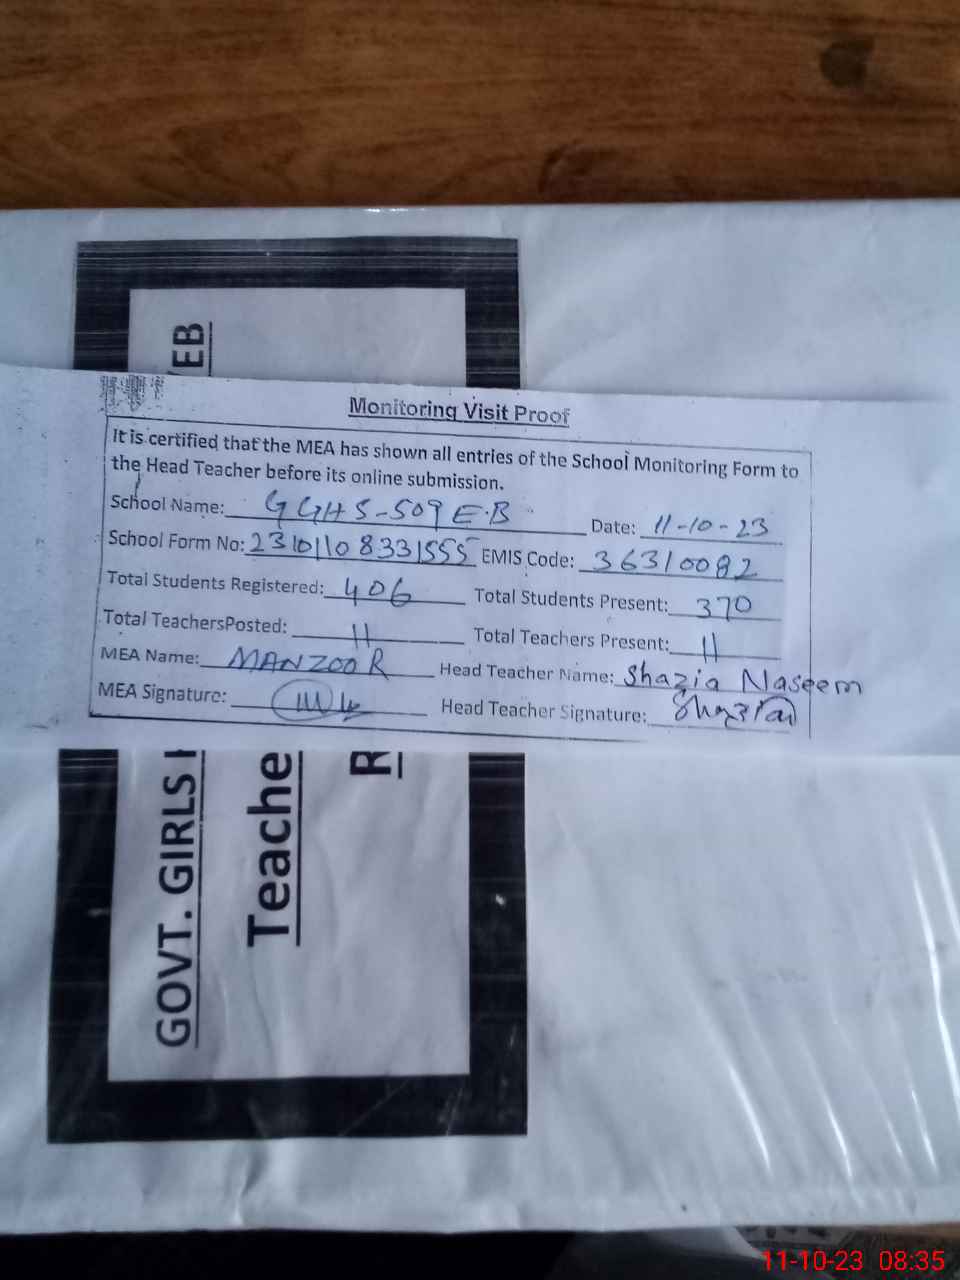 /EB
Monitoring Visit Proof
It is certified that the MEA has shown all entries of the School Monitoring Form to
the Head Teacher before its online submission.
School Name: GGHS-509 E.B Date: 11-10-23
School Form No: 23101108331555 EMIS Code: 36310082
Total Students Registered: 406 Total Students Present: 370
Total TeachersPosted: 11 Total Teachers Present: 11
MEA Name: MANZOOR Head Teacher Name: Shazia Naseem
MEA Signature: Head Teacher Signature: Shazia
GOVT. GIRLS
Teache
R
11-10-23 08:35